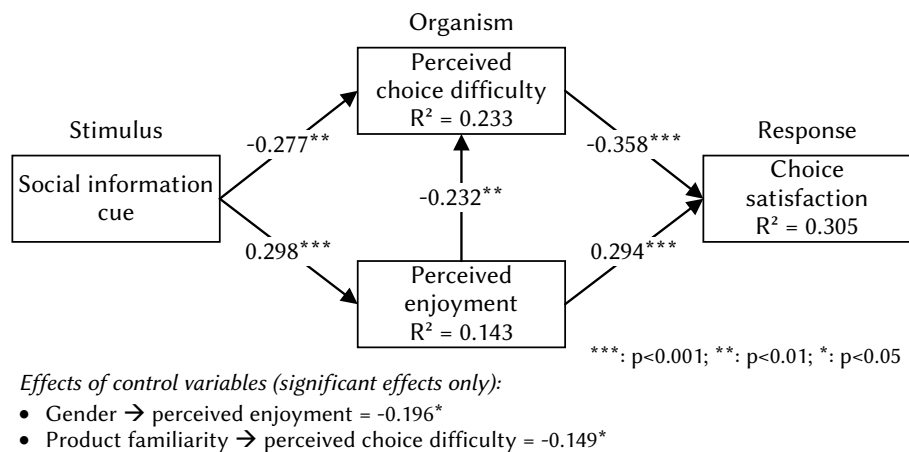 Organism
Perceived
choice difficulty
R² = 0.233
Stimulus
-0.277**
-0.358***
Response
Social information
cue
-0.232**
Choice
satisfaction
R² = 0.305
0.298***
0.294***
Perceived
enjoyment
R² = 0.143
***: p<0.001; **: p<0.01; *: p<0.05
Effects of control variables (significant effects only):
• Gender → perceived enjoyment = -0.196*
• Product familiarity → perceived choice difficulty = -0.149*